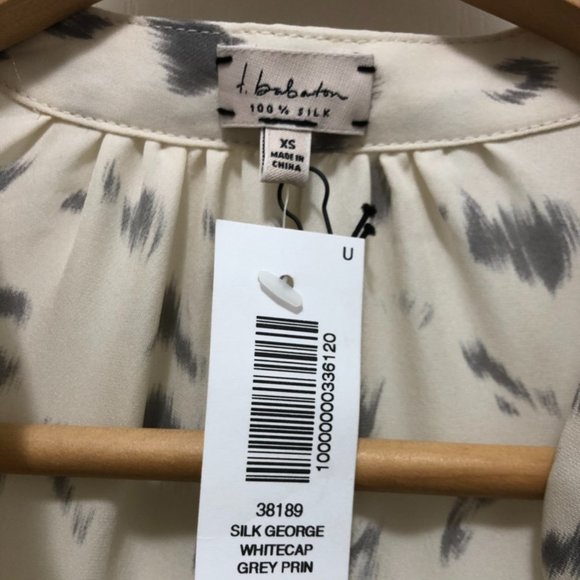 t. babaton
100% SILK
XS
MADE IN
CHINA
U
10000000336120
38189
SILK GEORGE
WHITECAP
GREY PRIN